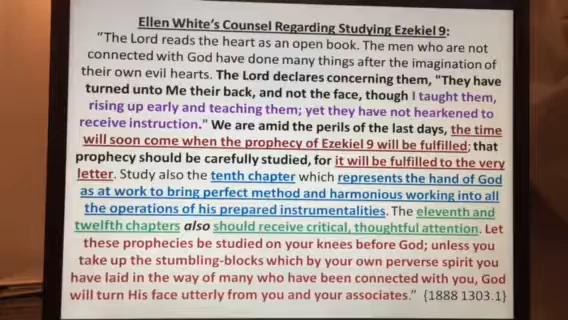 Ellen White's Counsel Regarding Studying Ezekiel 9:
"The Lord reads the heart as an open book. The men who are not
connected with God have done many things after the imagination of
their own evil hearts. The Lord declares concerning them, "They have
turned unto Me their back, and not the face, though I taught them,
rising up early and teaching them; yet they have not hearkened to
receive instruction." We are amid the perils of the last days, the time
will soon come when the prophecy of Ezekiel 9 will be fulfilled; that
prophecy should be carefully studied, for it will be fulfilled to the very
letter. Study also the tenth chapter which represents the hand of God
as at work to bring perfect method and harmonious working into all
the operations of his prepared instrumentalities. The eleventh and
twelfth chapters also should receive critical, thoughtful attention. Let
these prophecies be studied on your knees before God; unless you
take up the stumbling-blocks which by your own perverse spirit you
have laid in the way of many who have been connected with you, God
will turn His face utterly from you and your associates." {1888 1303.1}